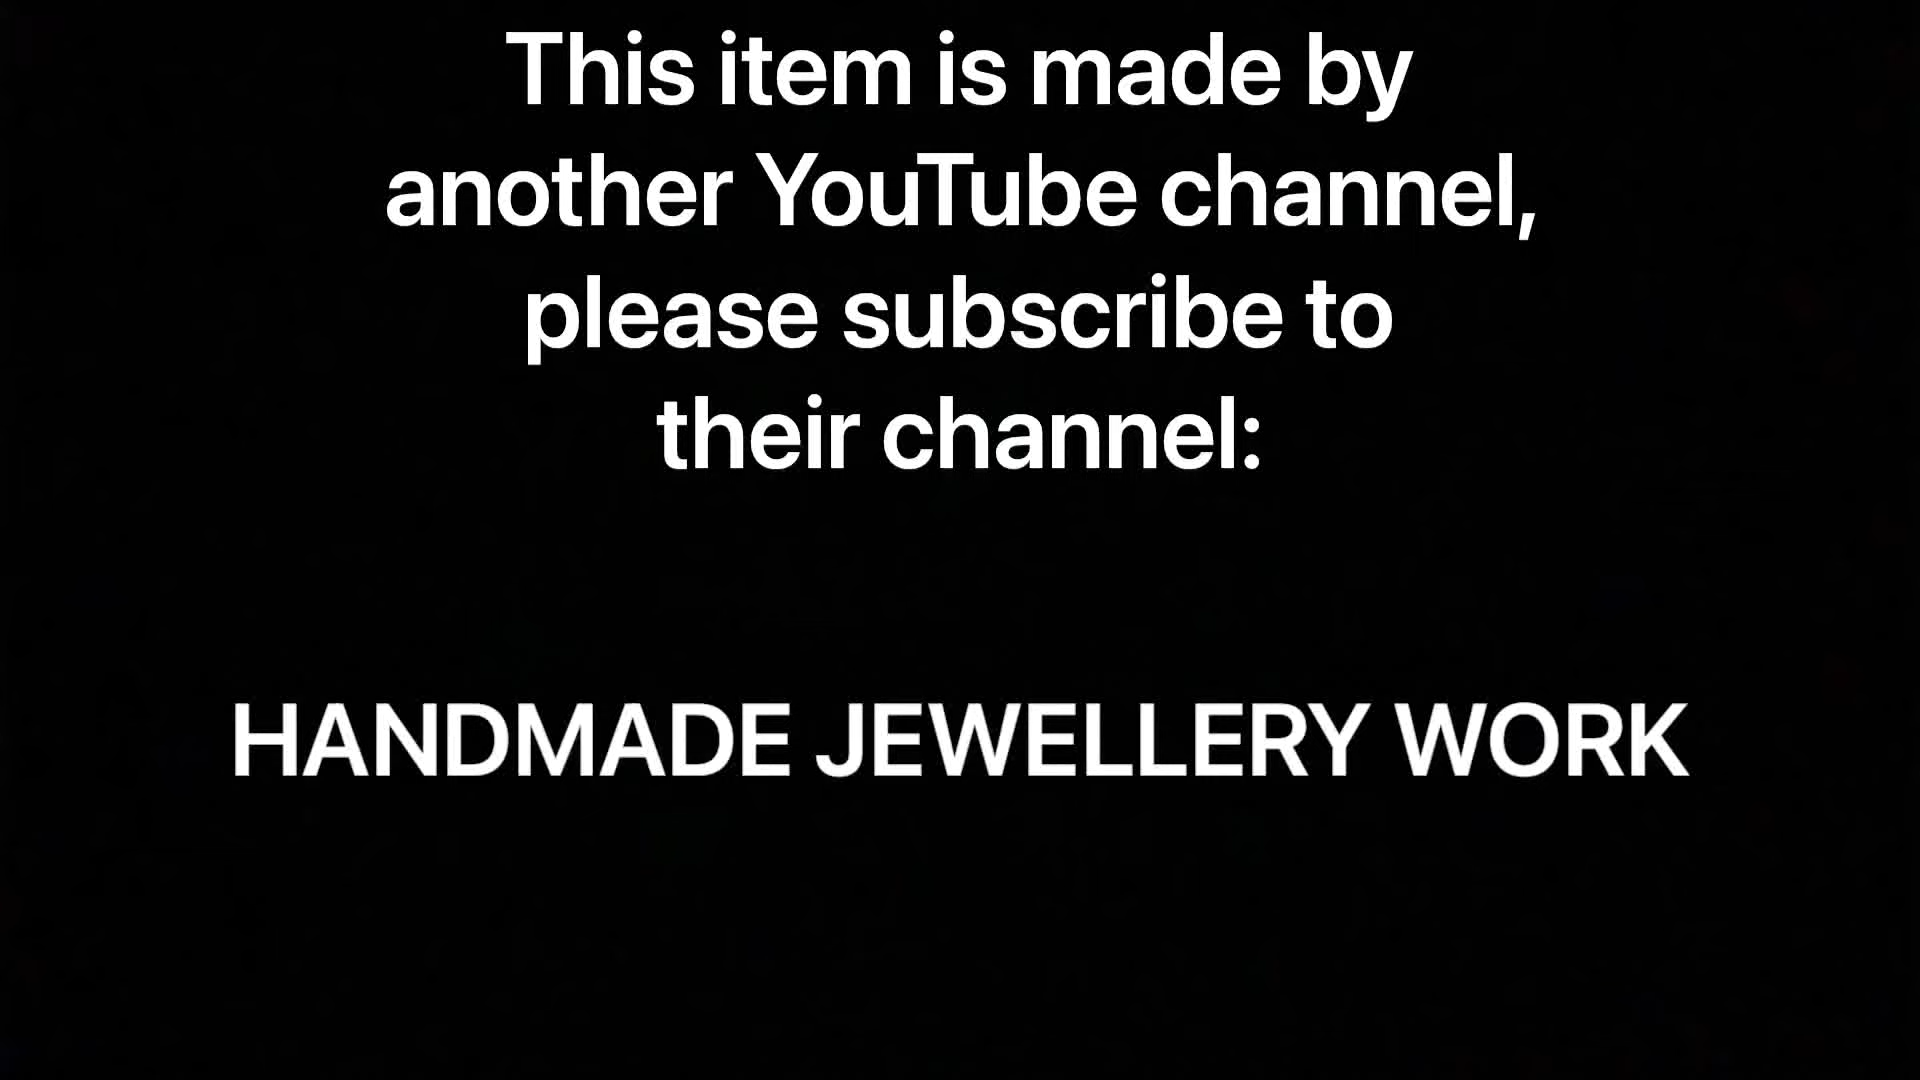 This item is made by
another YouTube channel,
please subscribe to
their channel:
HANDMADE JEWELLERY WORK